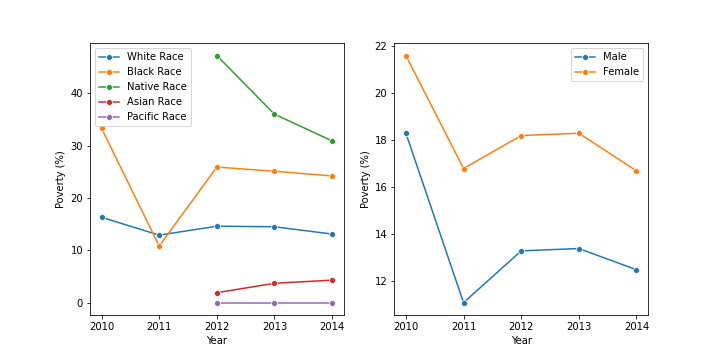 White Race
Black Race
Native Race
Asian Race
Pacific Race
40
30
20
10
0
Poverty (%)
2010 2011 2012 2013 2014
Year
Male
Female
22
20
18
16
14
12
Poverty (%)
2010 2011 2012 2013 2014
Year